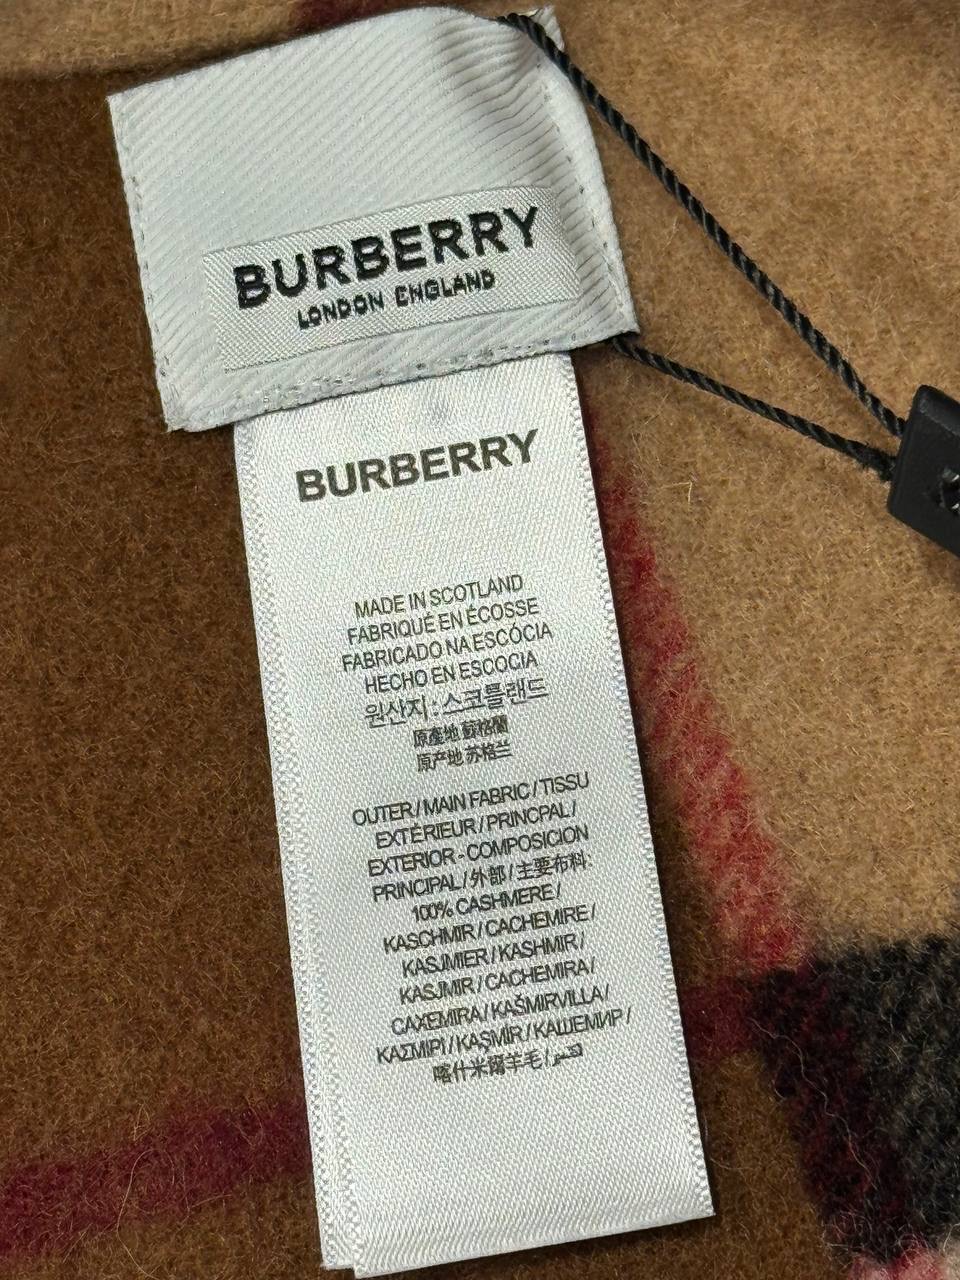 BURBERRY
LONDON ENGLAND
BURBERRY
MADE IN SCOTLAND
FABRIQUÉ EN ÉCOSSE
FABRICADO NA ESCÓCIA
HECHO EN ESCOCIA
원산지 : 스코틀랜드
原產地 蘇格蘭
原产地 苏格兰
OUTER / MAIN FABRIC / TISSU
EXTÉRIEUR / PRINCPAL /
EXTERIOR - COMPOSICION
PRINCIPAL / 外部 / 主要布料:
100% CASHMERE /
KASCHMIR / CACHEMIRE /
KASJMIER / KASHMIR /
KASJMIR / CACHEMIRA /
CAXEMIRA / KAŠMIRVILLA /
ΚΑΣΜΙΡΙ / KAŞMİR / КАШЕМИР /
喀什米爾羊毛 /